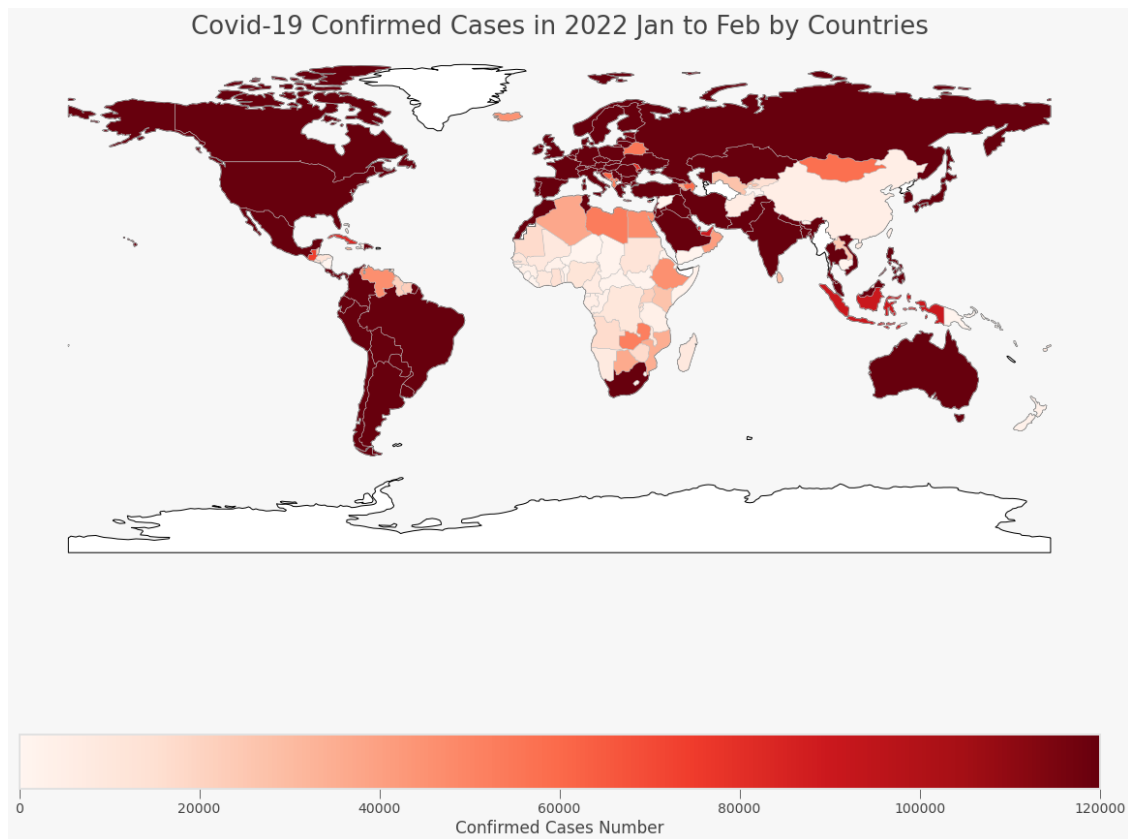 Covid-19 Confirmed Cases in 2022 Jan to Feb by Countries
0 20000 40000 60000 80000 100000 120000
Confirmed Cases Number